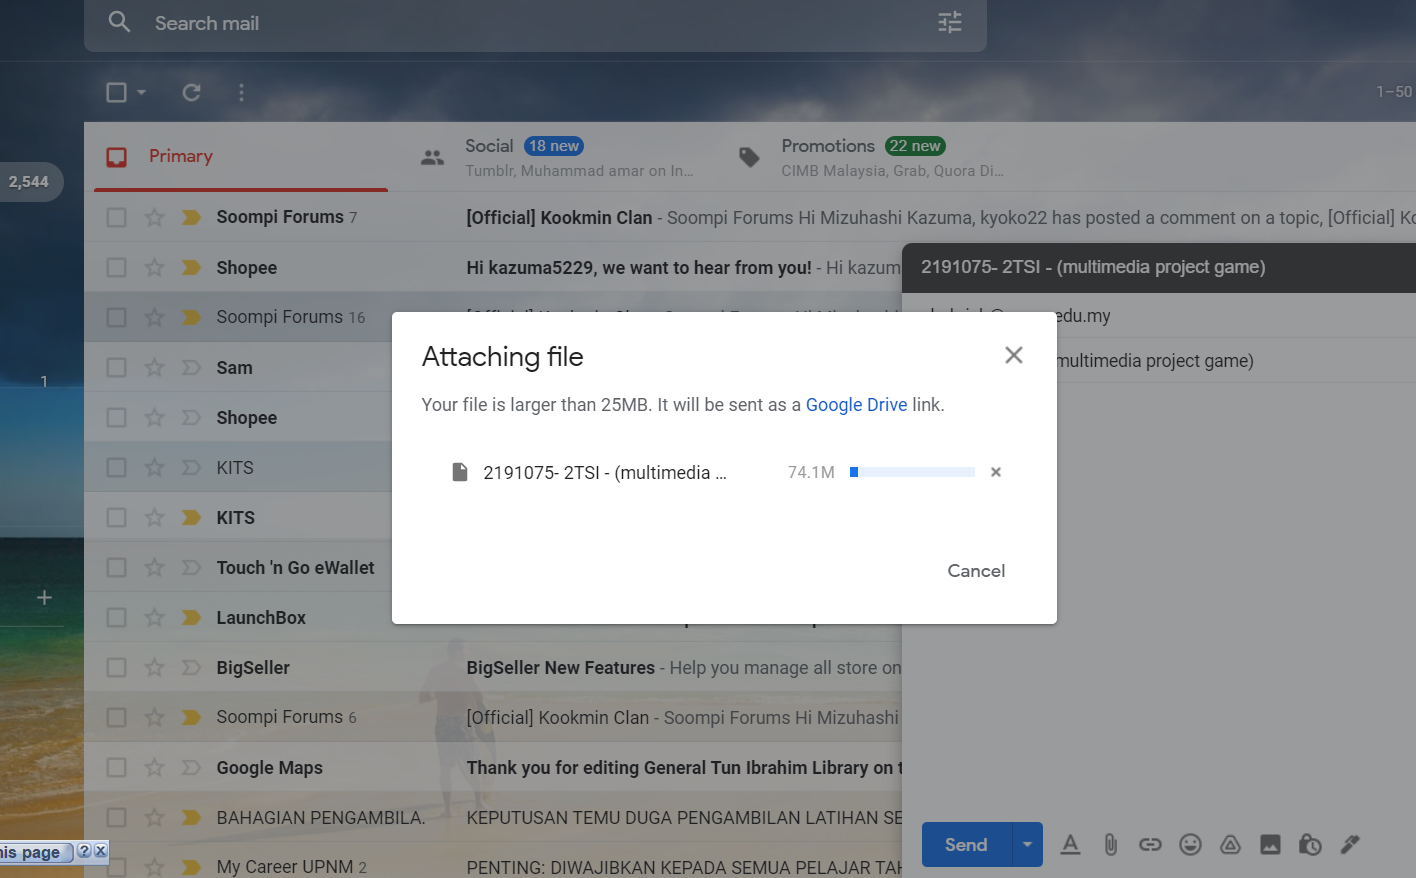 Search mail
1–50
Primary
Social 18 new
Tumblr, Muhammad amar on In...
Promotions 22 new
CIMB Malaysia, Grab, Quora Di...
2,544
Soompi Forums 7 [Official] Kookmin Clan - Soompi Forums Hi Mizuhashi Kazuma, kyoko22 has posted a comment on a topic, [Official] Ko
Shopee Hi kazuma5229, we want to hear from you! - Hi kazum
2191075- 2TSI - (multimedia project game)
Soompi Forums 16
edu.my
Attaching file
multimedia project game)
Sam
1
Your file is larger than 25MB. It will be sent as a Google Drive link.
Shopee
KITS
2191075- 2TSI - (multimedia ... 74.1M
KITS
Touch 'n Go eWallet
Cancel
LaunchBox
BigSeller BigSeller New Features - Help you manage all store on
Soompi Forums 6 [Official] Kookmin Clan - Soompi Forums Hi Mizuhashi
Google Maps Thank you for editing General Tun Ibrahim Library on t
BAHAGIAN PENGAMBILA. KEPUTUSAN TEMU DUGA PENGAMBILAN LATIHAN SE
Send
his page ? x
My Career UPNM 2 PENTING: DIWAJIBKAN KEPADA SEMUA PELAJAR TAH